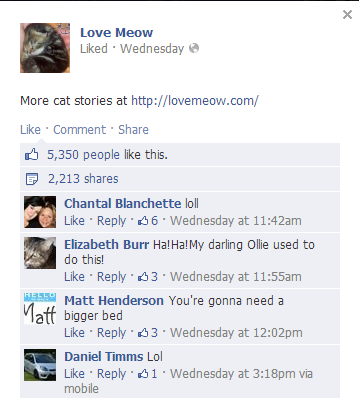 Love Meow
Liked · Wednesday
More cat stories at http://lovemeow.com/
Like · Comment · Share
5,350 people like this.
2,213 shares
Chantal Blanchette loll
Like · Reply · 6 · Wednesday at 11:42am
Elizabeth Burr Ha!Ha!My darling Ollie used to
do this!
Like · Reply · 3 · Wednesday at 11:55am
HELLO
Matt
Matt Henderson You're gonna need a
bigger bed
Like · Reply · 3 · Wednesday at 12:02pm
Daniel Timms Lol
Like · Reply · 1 · Wednesday at 3:18pm via
mobile